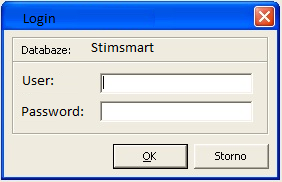 Login
Databaze: Stimsmart
User:
Password:
OK Storno